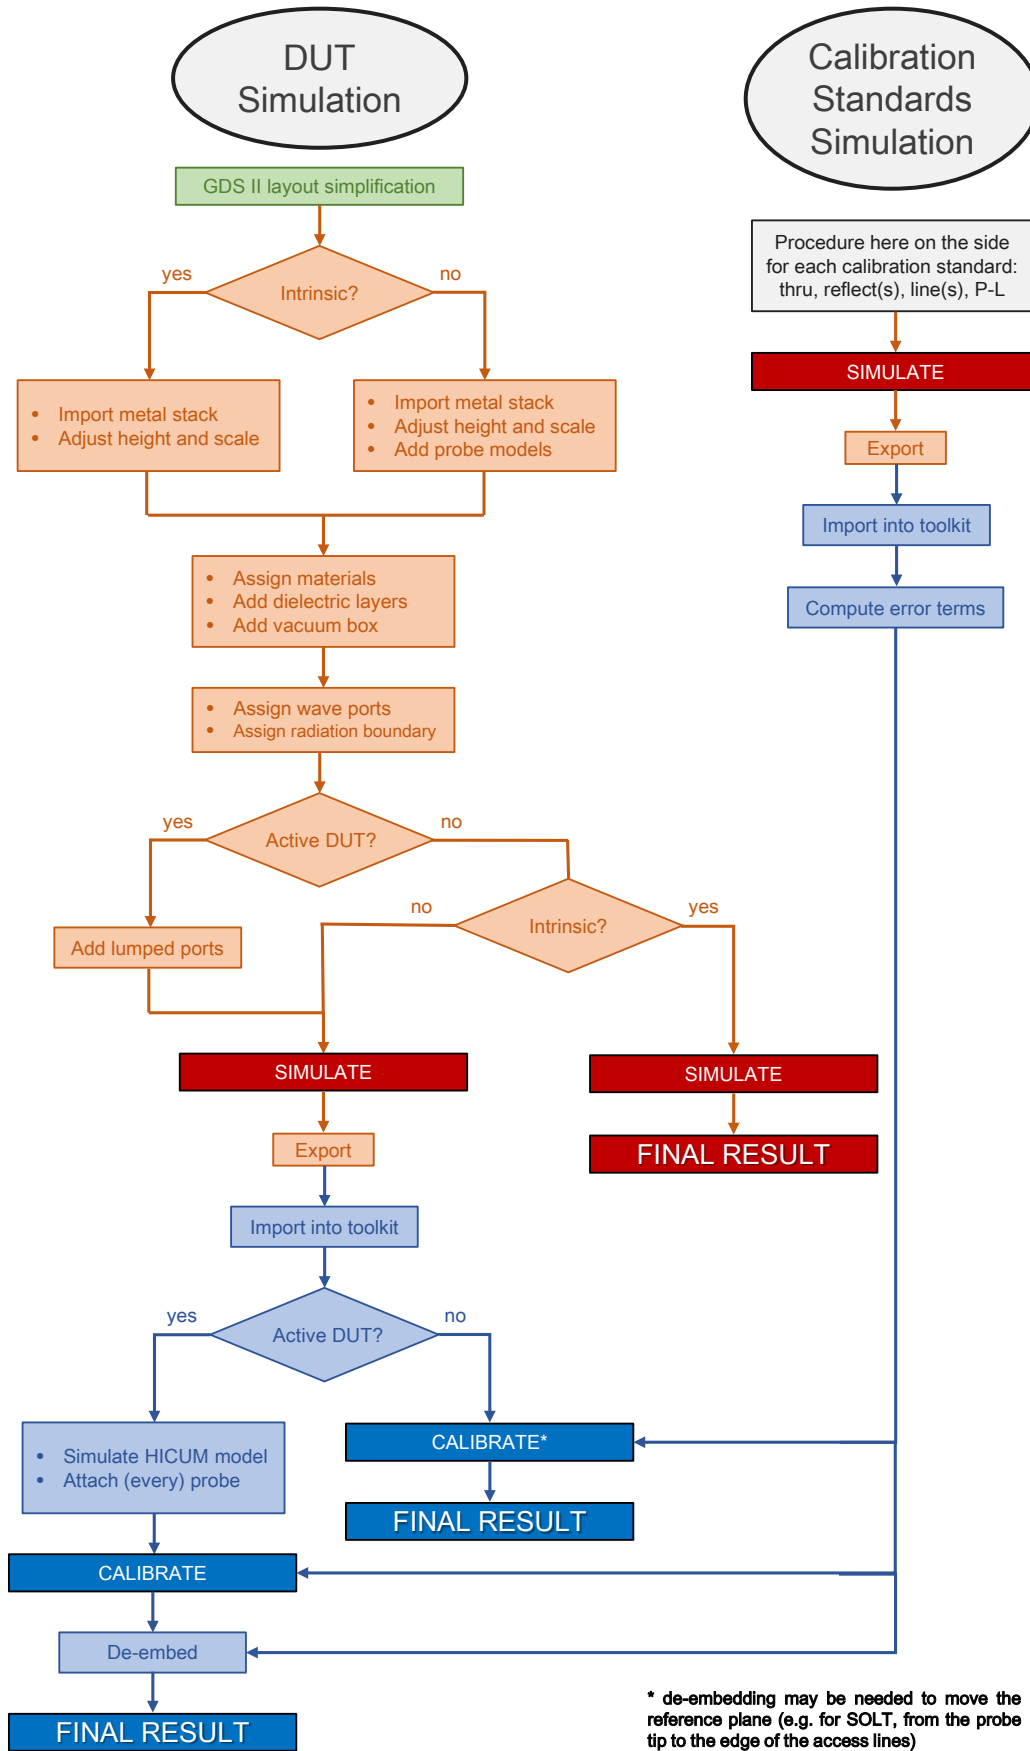 DUT
Simulation
Calibration
Standards
Simulation
GDS II layout simplification
Procedure here on the side
for each calibration standard:
thru, reflect(s), line(s), P-L
yes
Intrinsic?
no
SIMULATE
• Import metal stack
• Adjust height and scale
• Import metal stack
• Adjust height and scale
• Add probe models
Export
Import into toolkit
• Assign materials
• Add dielectric layers
• Add vacuum box
Compute error terms
• Assign wave ports
• Assign radiation boundary
yes
Active DUT?
no
no
Intrinsic?
yes
Add lumped ports
SIMULATE
SIMULATE
Export
FINAL RESULT
Import into toolkit
yes
Active DUT?
no
• Simulate HICUM model
• Attach (every) probe
CALIBRATE*
FINAL RESULT
CALIBRATE
De-embed
FINAL RESULT
* de-embedding may be needed to move the
reference plane (e.g. for SOLT, from the probe
tip to the edge of the access lines)